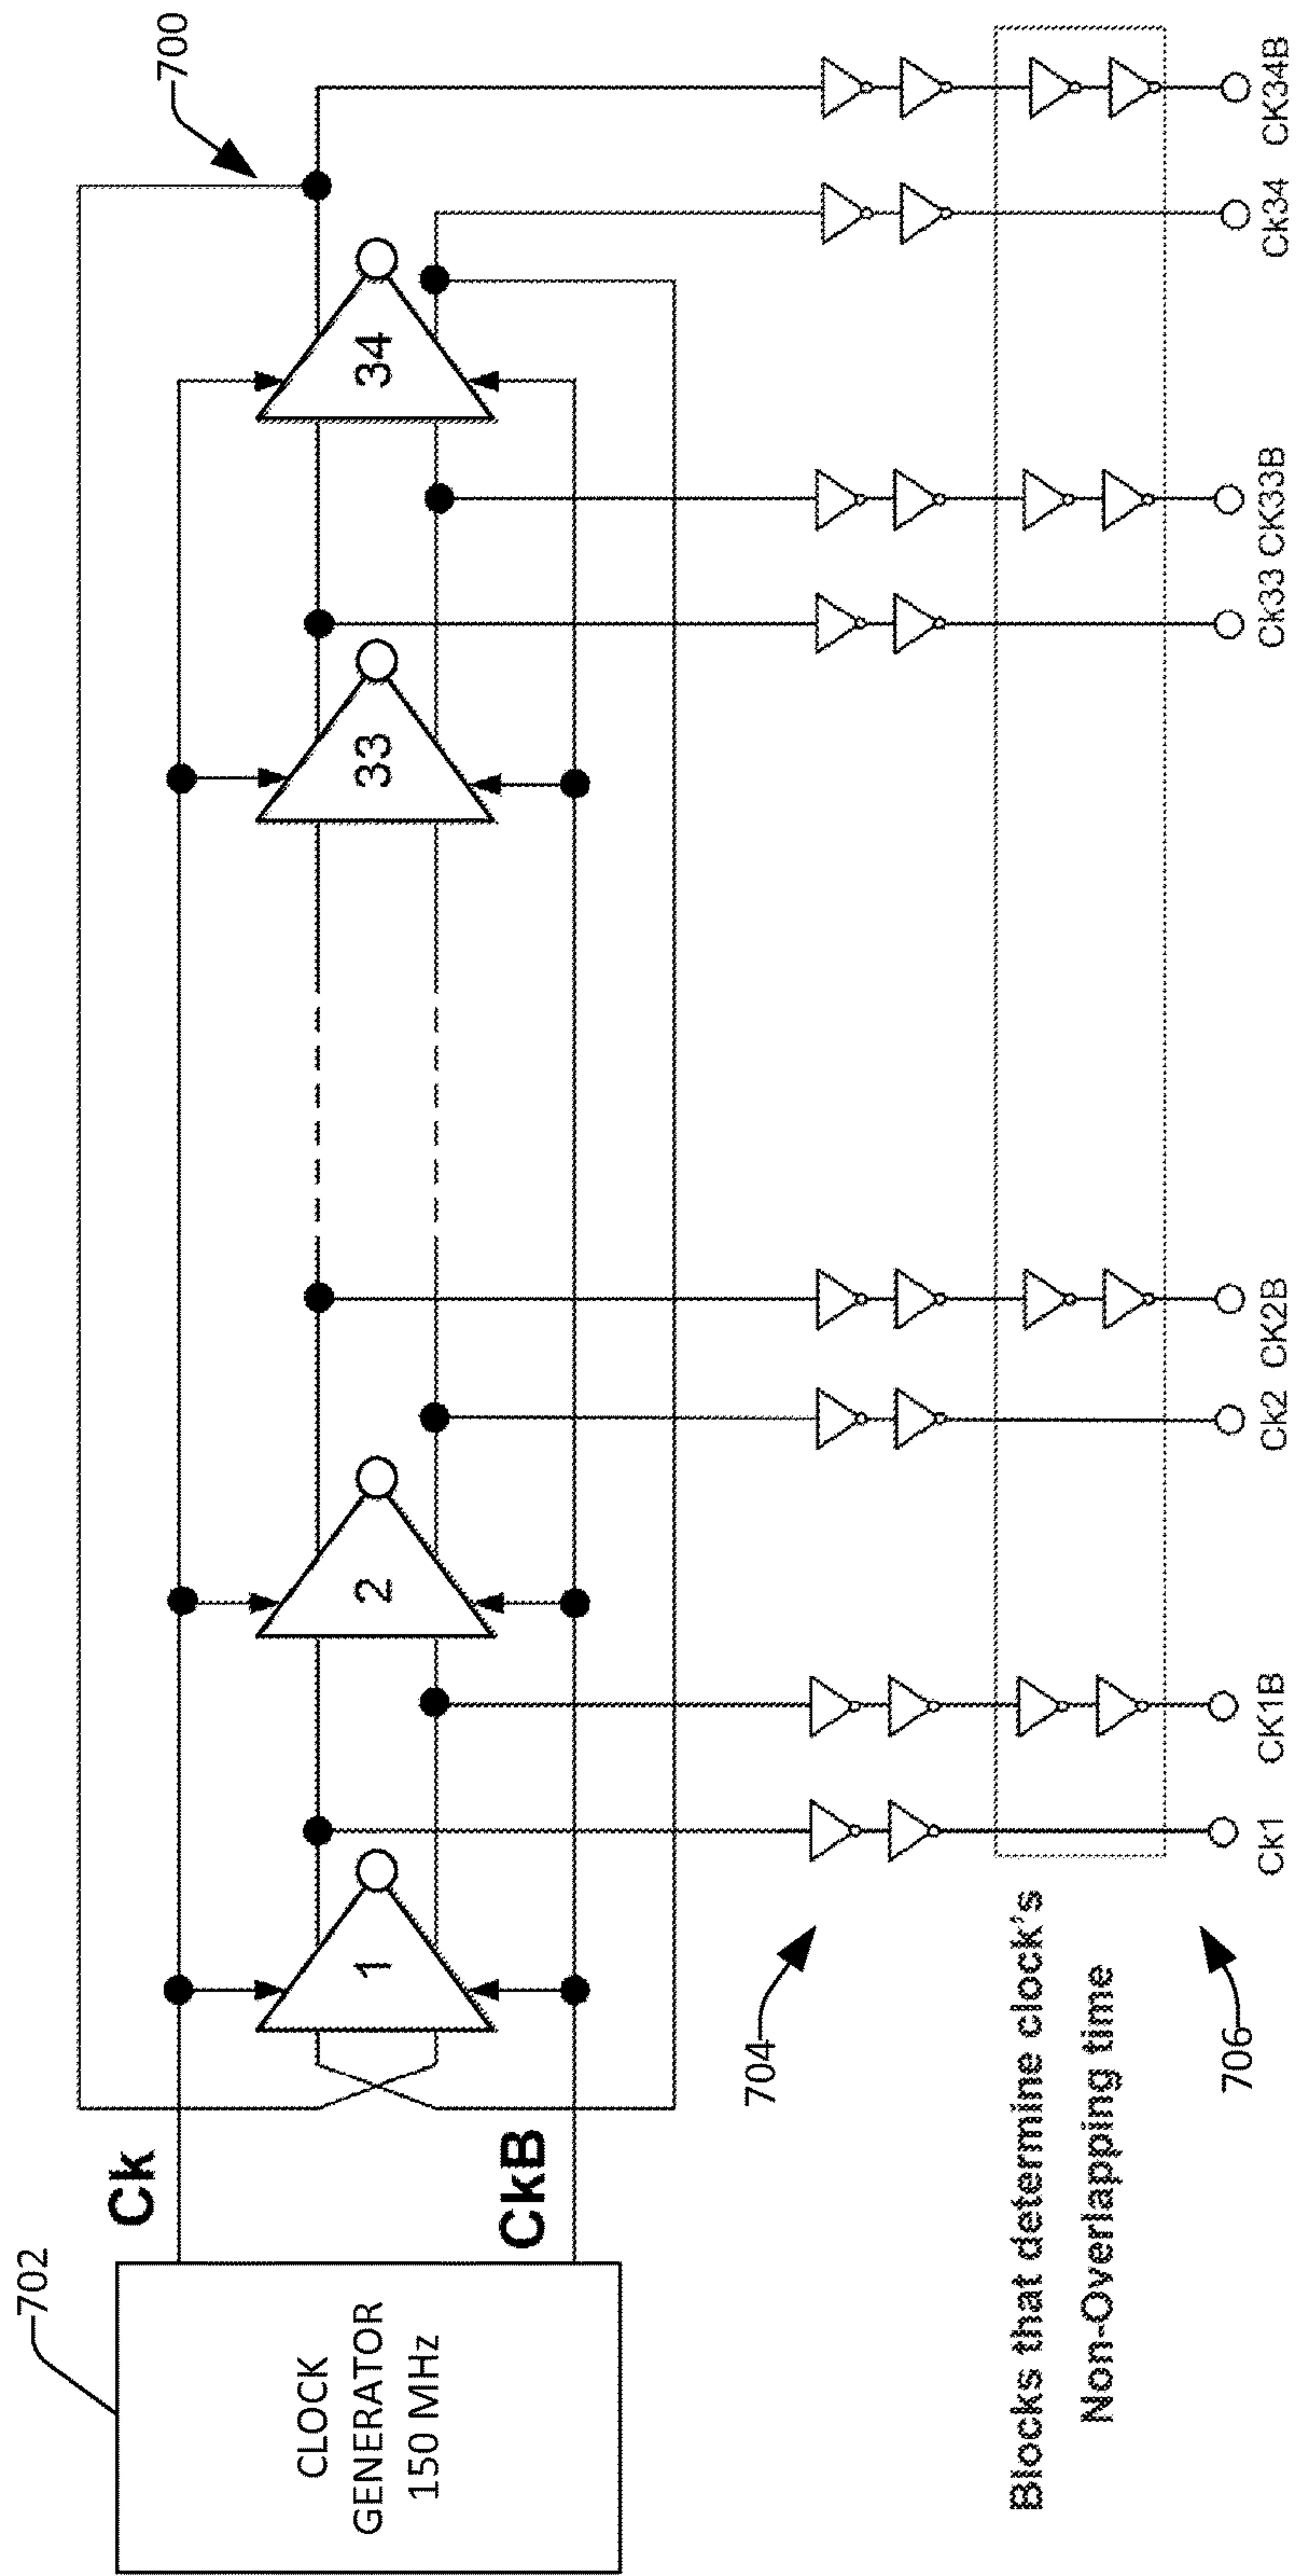 700
702
CLOCK
GENERATOR
150 MHz
Ck
CkB
1
2
33
34
704
Blocks that determine clock's
Non-Overlapping time
706
Ck1 CK1B Ck2 CK2B Ck33 CK33B Ck34 CK34B